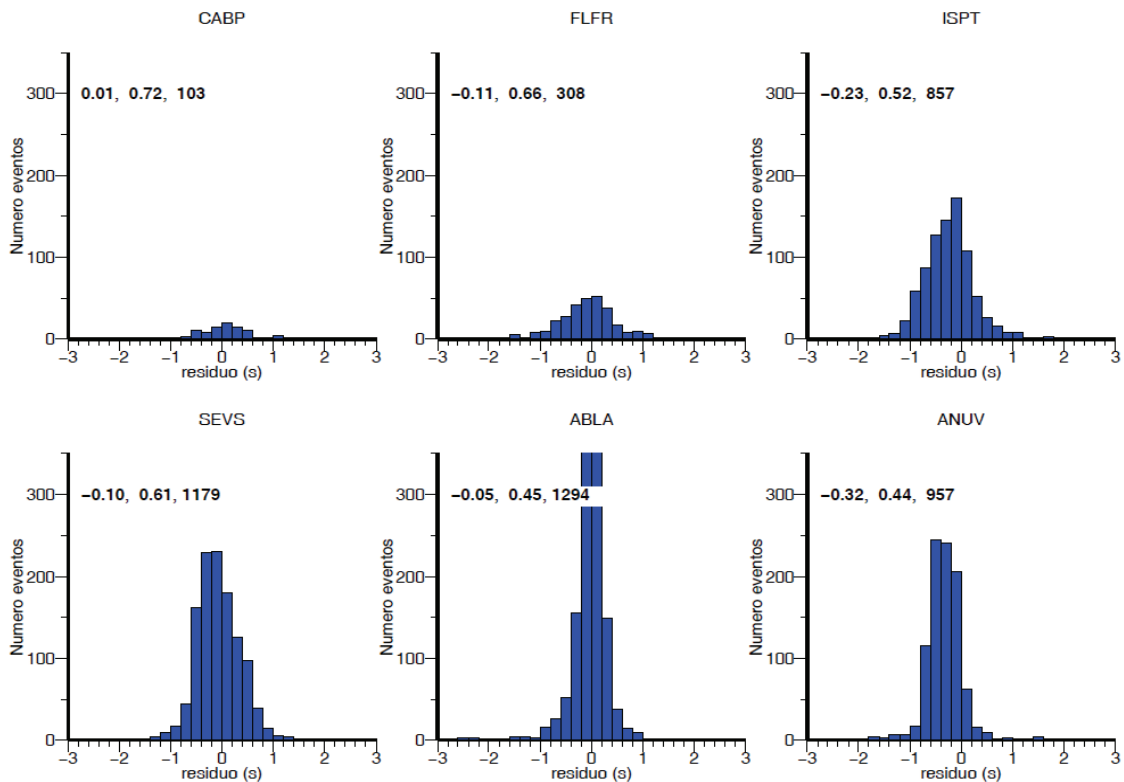 CABP
FLFR
ISPT
Numero eventos
300
200
100
0
0.01, 0.72, 103
−3 −2 −1 0 1 2 3
residuo (s)
Numero eventos
300
200
100
0
−0.11, 0.66, 308
−3 −2 −1 0 1 2 3
residuo (s)
Numero eventos
300
200
100
0
−0.23, 0.52, 857
−3 −2 −1 0 1 2 3
residuo (s)
SEVS
ABLA
ANUV
Numero eventos
300
200
100
0
−0.10, 0.61, 1179
−3 −2 −1 0 1 2 3
residuo (s)
Numero eventos
300
200
100
0
−0.05, 0.45, 1294
−3 −2 −1 0 1 2 3
residuo (s)
Numero eventos
300
200
100
0
−0.32, 0.44, 957
−3 −2 −1 0 1 2 3
residuo (s)